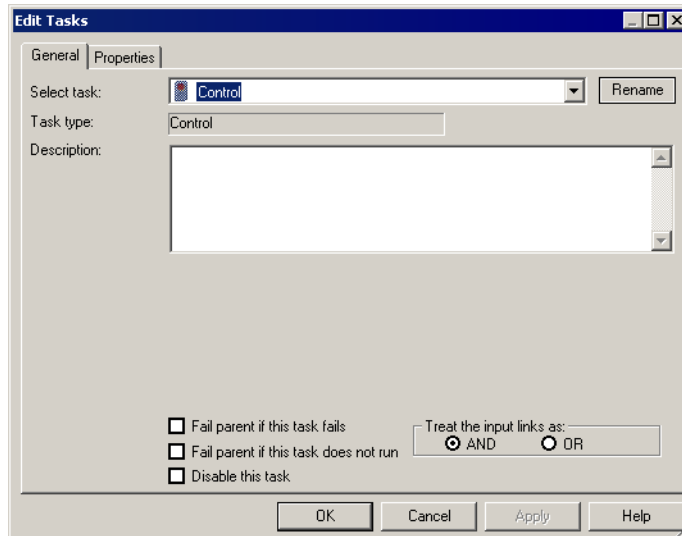 Edit Tasks
General Properties
Select task: Control Rename
Task type: Control
Description:
Fail parent if this task fails
Treat the input links as:
AND OR
Fail parent if this task does not run
Disable this task
OK Cancel Apply Help